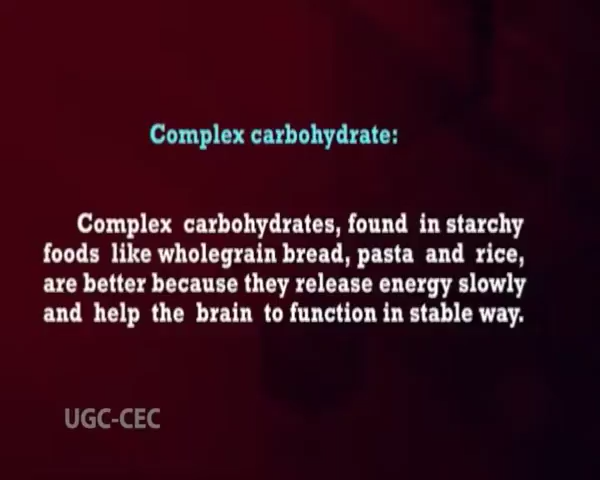 Complex carbohydrate:
Complex carbohydrates, found in starchy
foods like wholegrain bread, pasta and rice,
are better because they release energy slowly
and help the brain to function in stable way.
UGC-CEC